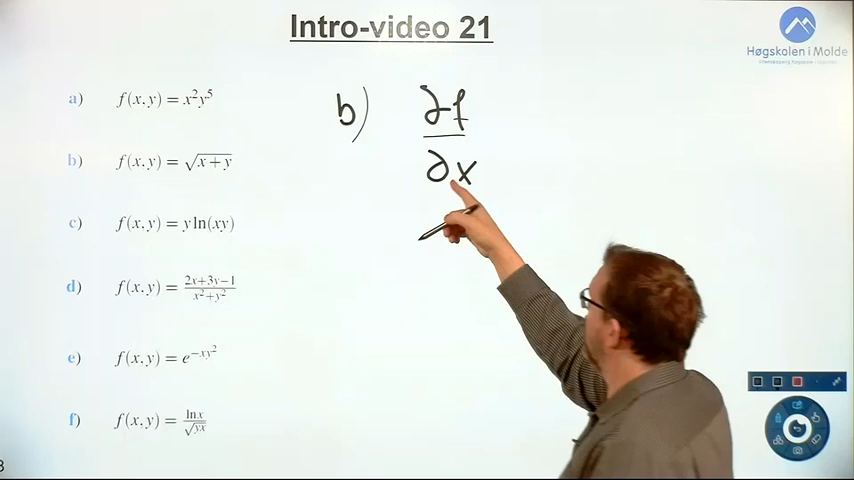 Intro-video 21
Høgskolen i Molde
a) f(x,y) = x²y⁵
b) f(x,y) = √(x+y)
c) f(x,y) = y ln(xy)
d) f(x,y) = (2x+3y−1)/(x²+y²)
e) f(x,y) = e^(−xy²)
f) f(x,y) = ln x/√(yx)
b) ∂f
∂x